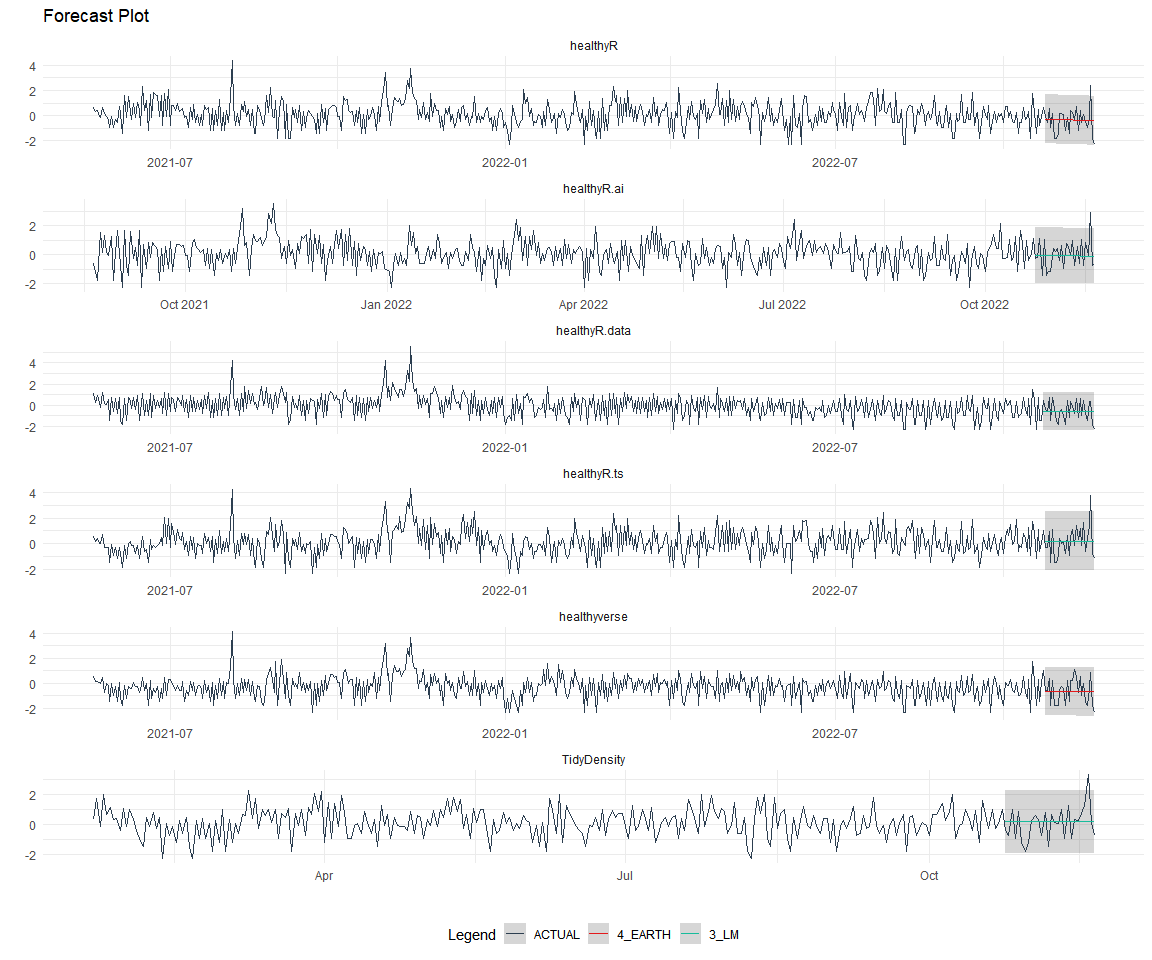 Forecast Plot
healthyR
4
2
0
-2
2021-07 2022-01 2022-07
healthyR.ai
2
0
-2
Oct 2021 Jan 2022 Apr 2022 Jul 2022 Oct 2022
healthyR.data
4
2
0
-2
2021-07 2022-01 2022-07
healthyR.ts
4
2
0
-2
2021-07 2022-01 2022-07
healthyverse
4
2
0
-2
2021-07 2022-01 2022-07
TidyDensity
2
0
-2
Apr Jul Oct
Legend ACTUAL 4_EARTH 3_LM